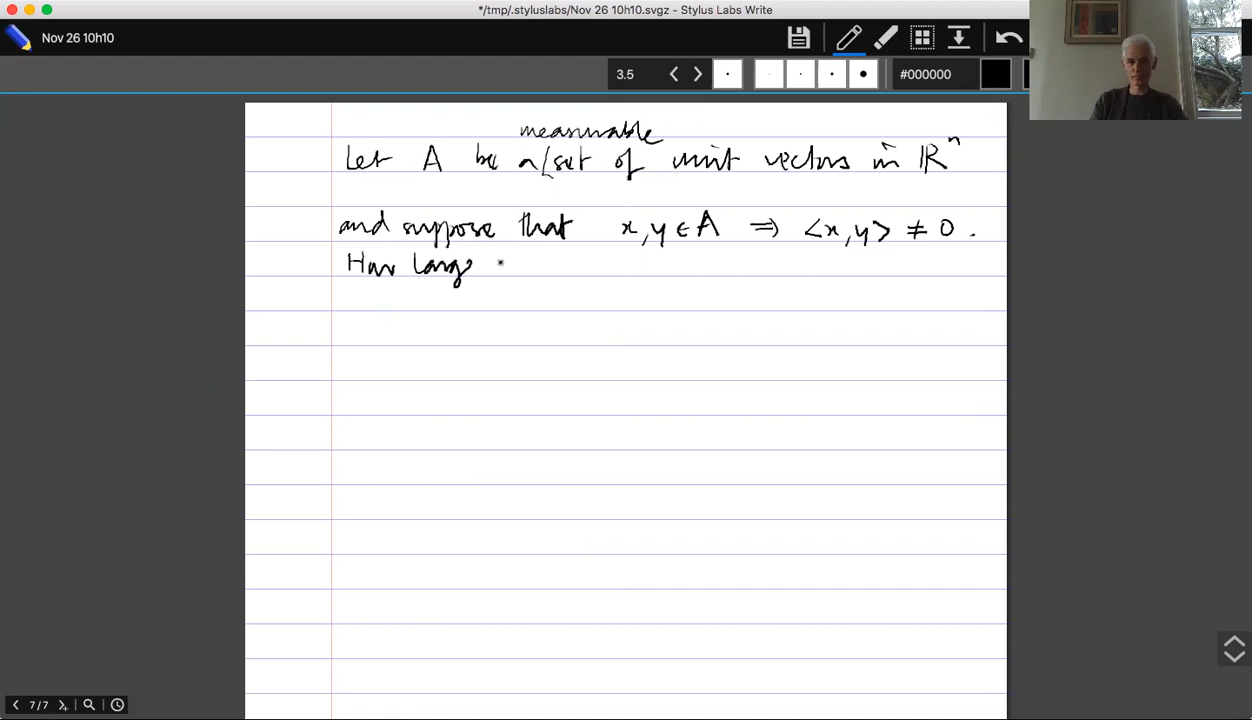 */tmp/.styluslabs/Nov 26 10h10.svgz - Stylus Labs Write
Nov 26 10h10
3.5
#000000
measurable
Let A be a set of unit vectors in ℝⁿ
and suppose that x, y ∈ A ⇒ <x, y> ≠ 0.
How large
7/7